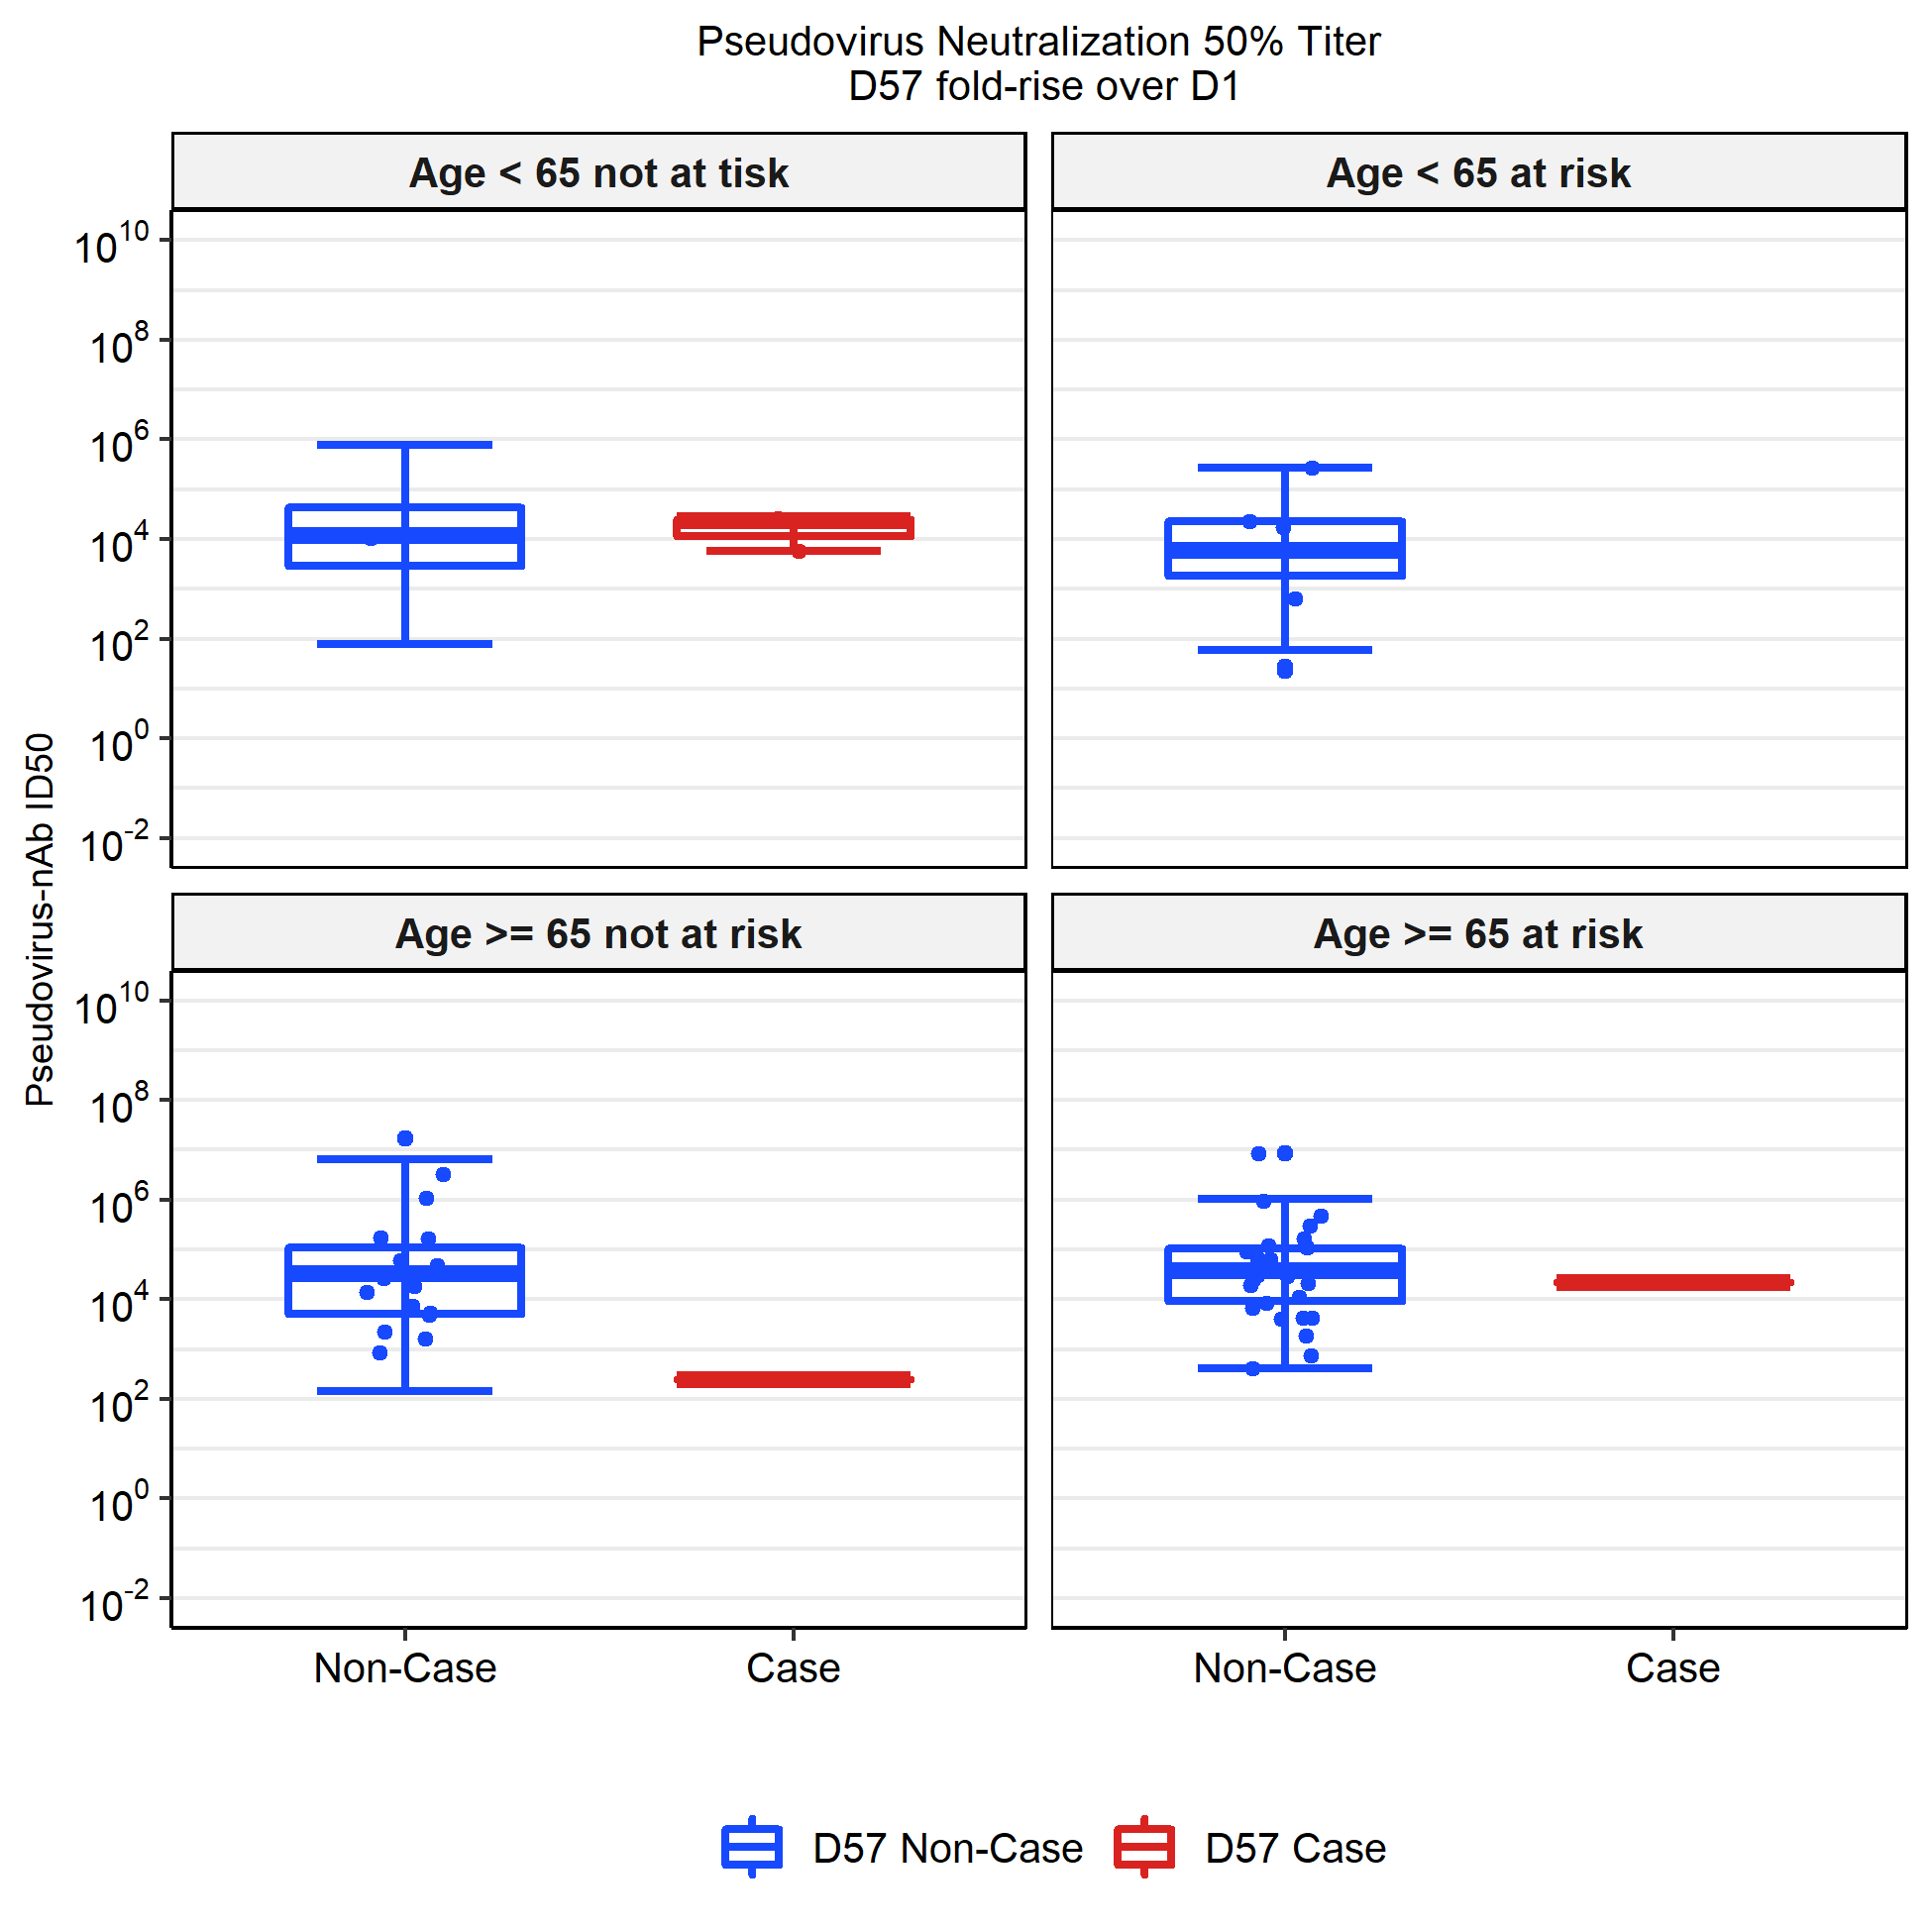 Pseudovirus Neutralization 50% Titer
D57 fold-rise over D1
Age < 65 not at tisk
Age < 65 at risk
10^10
10^8
10^6
10^4
10^2
10^0
10^-2
Pseudovirus-nAb ID50
Age >= 65 not at risk
Age >= 65 at risk
10^10
10^8
10^6
10^4
10^2
10^0
10^-2
Non-Case
Case
Non-Case
Case
D57 Non-Case
D57 Case